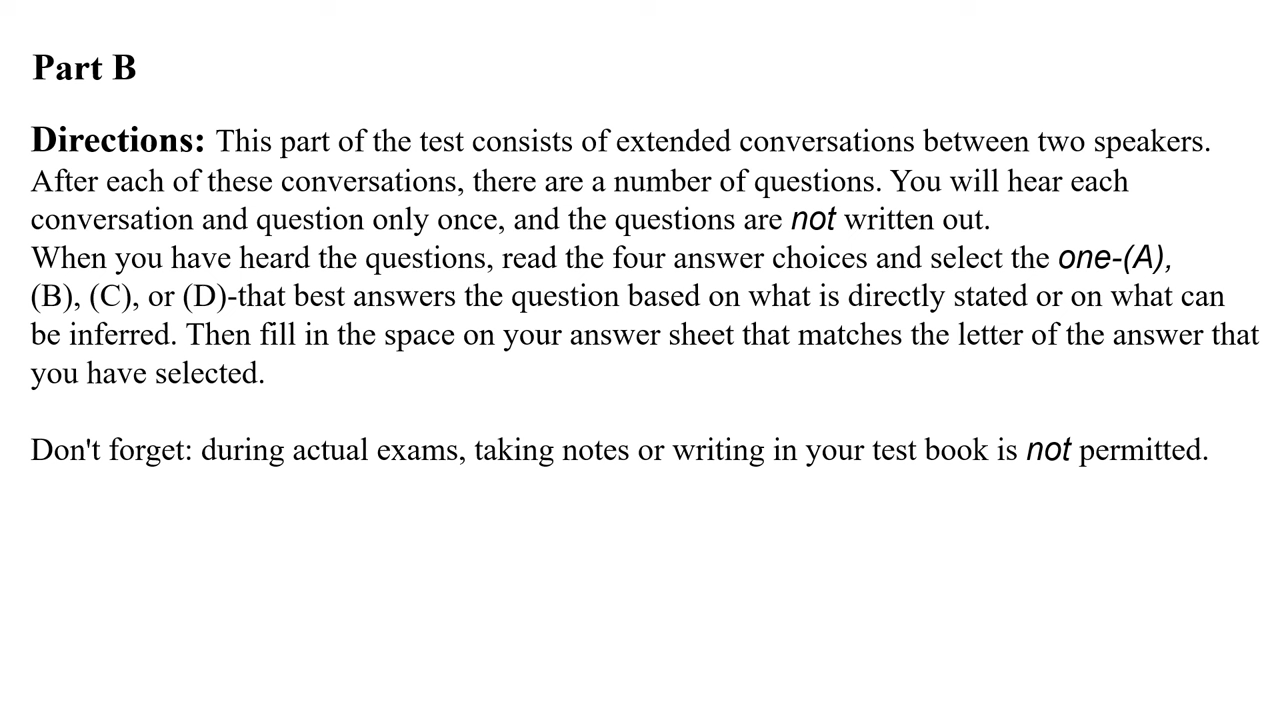 Part B
Directions: This part of the test consists of extended conversations between two speakers.
After each of these conversations, there are a number of questions. You will hear each
conversation and question only once, and the questions are not written out.
When you have heard the questions, read the four answer choices and select the one-(A),
(B), (C), or (D)-that best answers the question based on what is directly stated or on what can
be inferred. Then fill in the space on your answer sheet that matches the letter of the answer that
you have selected.
Don't forget: during actual exams, taking notes or writing in your test book is not permitted.